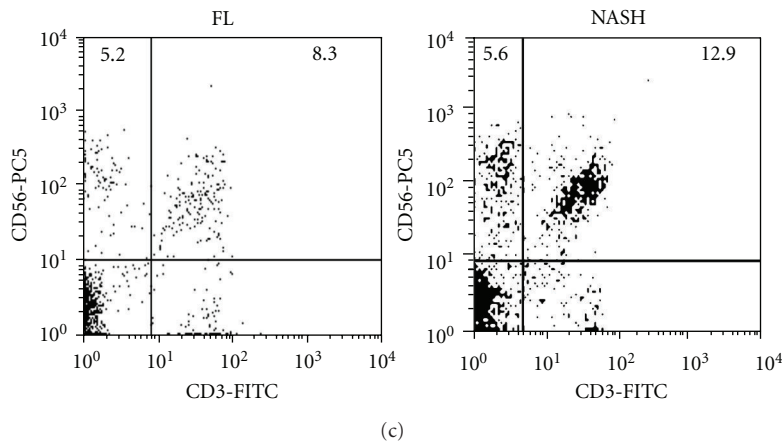 FL
NASH
10⁴
5.2
8.3
10³
10²
10¹
10⁰
CD56-PC5
10⁰ 10¹ 10² 10³ 10⁴
CD3-FITC
10⁴
5.6
12.9
10³
10²
10¹
10⁰
CD56-PC5
10⁰ 10¹ 10² 10³ 10⁴
CD3-FITC
(c)